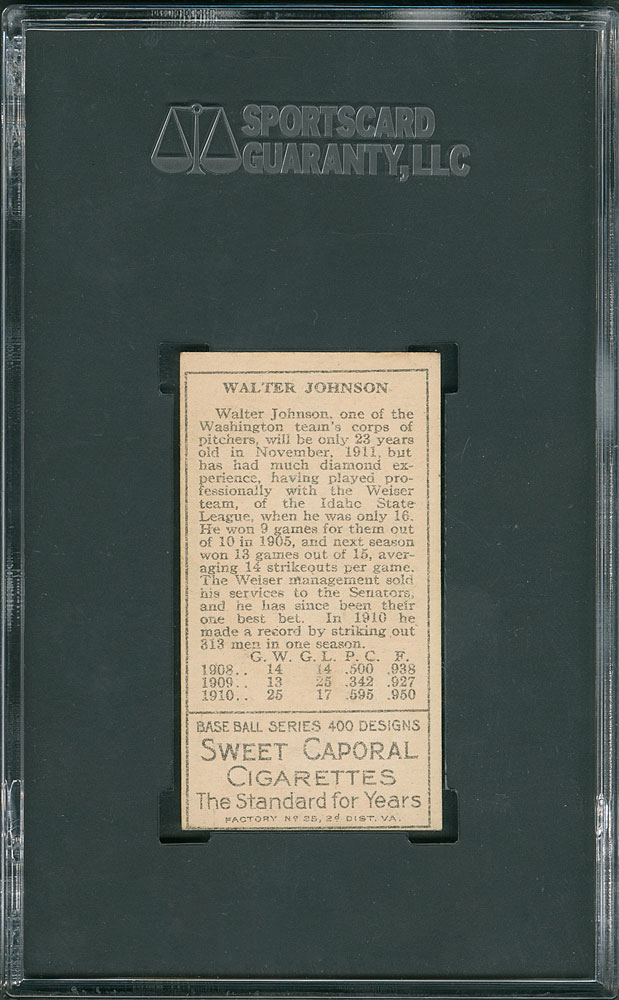 SPORTSCARD
GUARANTY, LLC
WALTER JOHNSON
Walter Johnson, one of the
Washington team's corps of
pitchers, will be only 23 years
old in November, 1911, but
has had much diamond ex-
perience, having played pro-
fessionally with the Weiser
team, of the Idaho State
League, when he was only 16.
He won 9 games for them out
of 10 in 1905, and next season
won 13 games out of 15, aver-
aging 14 strikeouts per game.
The Weiser management sold
his services to the Senators,
and he has since been their
one best bet. In 1910 he
made a record by striking out
313 men in one season.
G. W. G. L. P. C. F.
1908.. 14 14 .500 .938
1909.. 13 25 .342 .927
1910.. 25 17 .595 .950
BASE BALL SERIES 400 DESIGNS
SWEET CAPORAL
CIGARETTES
The Standard for Years
FACTORY Nº 25, 2d DIST. VA.